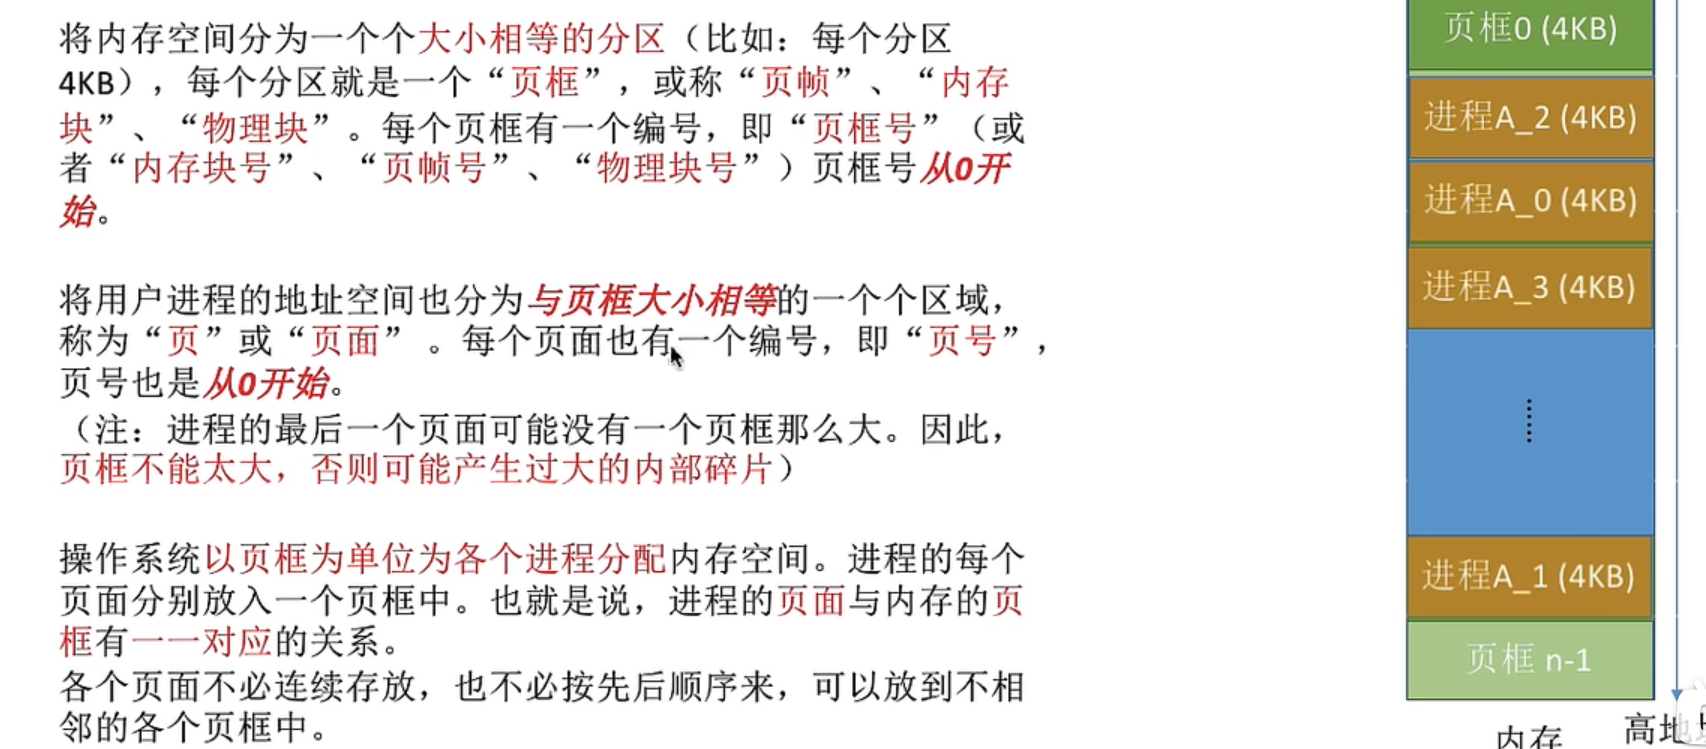 将内存空间分为一个个大小相等的分区（比如：每个分区
4KB），每个分区就是一个“页框”，或称“页帧”、“内存
块”、“物理块”。每个页框有一个编号，即“页框号”（或
者“内存块号”、“页帧号”、“物理块号”）页框号从0开
始。
将用户进程的地址空间也分为与页框大小相等的一个个区域，
称为“页”或“页面”。每个页面也有一个编号，即“页号”，
页号也是从0开始。
（注：进程的最后一个页面可能没有一个页框那么大。因此，
页框不能太大，否则可能产生过大的内部碎片）
操作系统以页框为单位为各个进程分配内存空间。进程的每个
页面分别放入一个页框中。也就是说，进程的页面与内存的页
框有一一对应的关系。
各个页面不必连续存放，也不必按先后顺序来，可以放到不相
邻的各个页框中。
页框0 (4KB)
进程A_2 (4KB)
进程A_0 (4KB)
进程A_3 (4KB)
……
进程A_1 (4KB)
页框 n-1
内存
高地